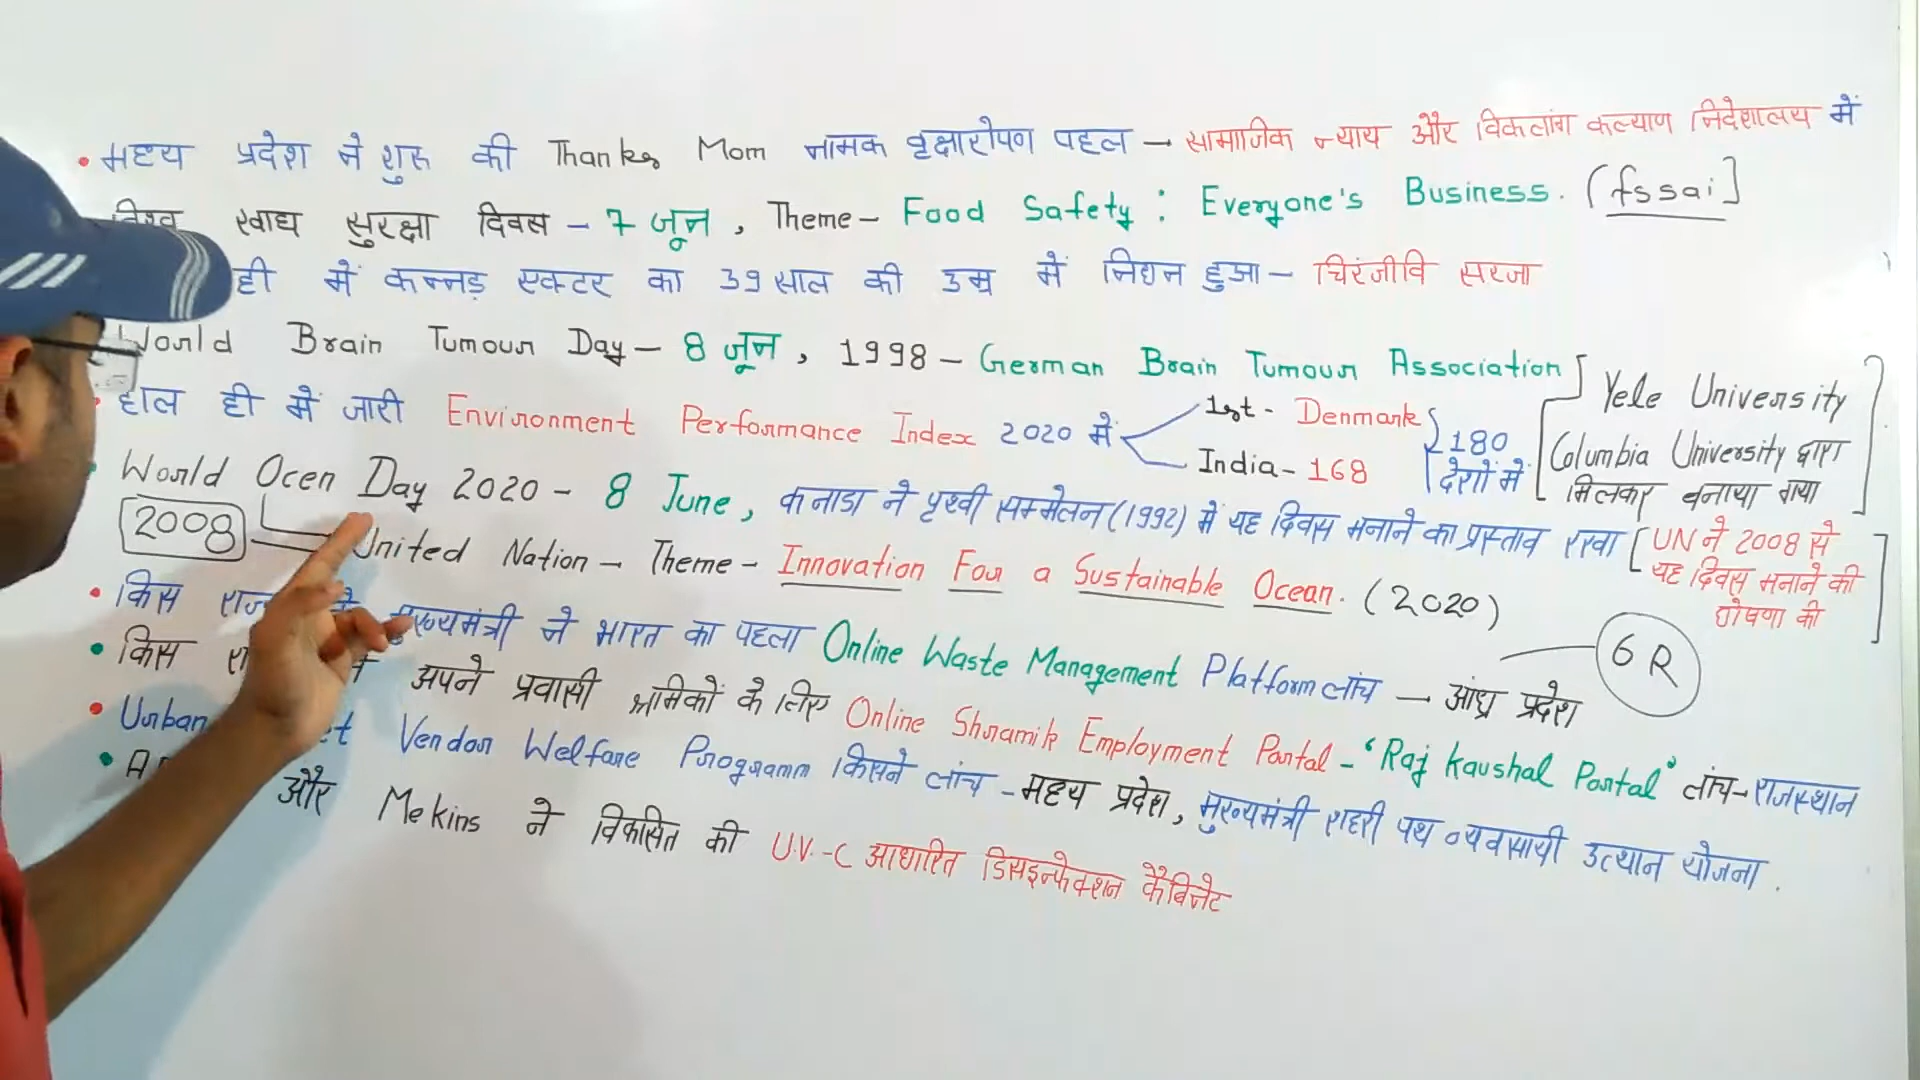 • मध्य प्रदेश ने शुरु की Thanks Mom नामक वृक्षारोपण पहल → सामाजिक न्याय और विकलांग कल्याण निदेशालय में
विश्व खाद्य सुरक्षा दिवस – 7 जून , Theme – Food Safety : Everyone's Business. (fssai]
ही में कन्नड़ एक्टर का 39 साल की उम्र में निधन हुआ – चिरंजीवि सरजा
World Brain Tumour Day – 8 जून , 1998 – German Brain Tumour Association
• हाल ही में जारी Environment Performance Index 2020 में
1st - Denmark
India - 168
180 देशों में
[Yele University
Columbia University द्वारा
मिलकर बनाया गया]
• World Ocen Day 2020 - 8 June, कनाडा ने पृथ्वी सम्मेलन (1992) में यह दिवस मनाने का प्रस्ताव रखा
[UN ने 2008 से
यह दिवस मनाने की
घोषणा की]
2008
United Nation – Theme – Innovation For a Sustainable Ocean. (2020)
• किस मुख्यमंत्री ने भारत का पहला Online Waste Management Platform लांच → आंध्र प्रदेश
6 R
• किस अपने प्रवासी श्रमिकों के लिए Online Shramik Employment Portal - 'Raj Kaushal Portal' लांच → राजस्थान
• Urban Vendor Welfare Programm किसने लांच - मध्य प्रदेश, मुख्यमंत्री शहरी पथ व्यवसायी उत्थान योजना .
• और Mekins ने विकसित की U.V.-C आधारित डिसइन्फेक्शन कैबिनेट